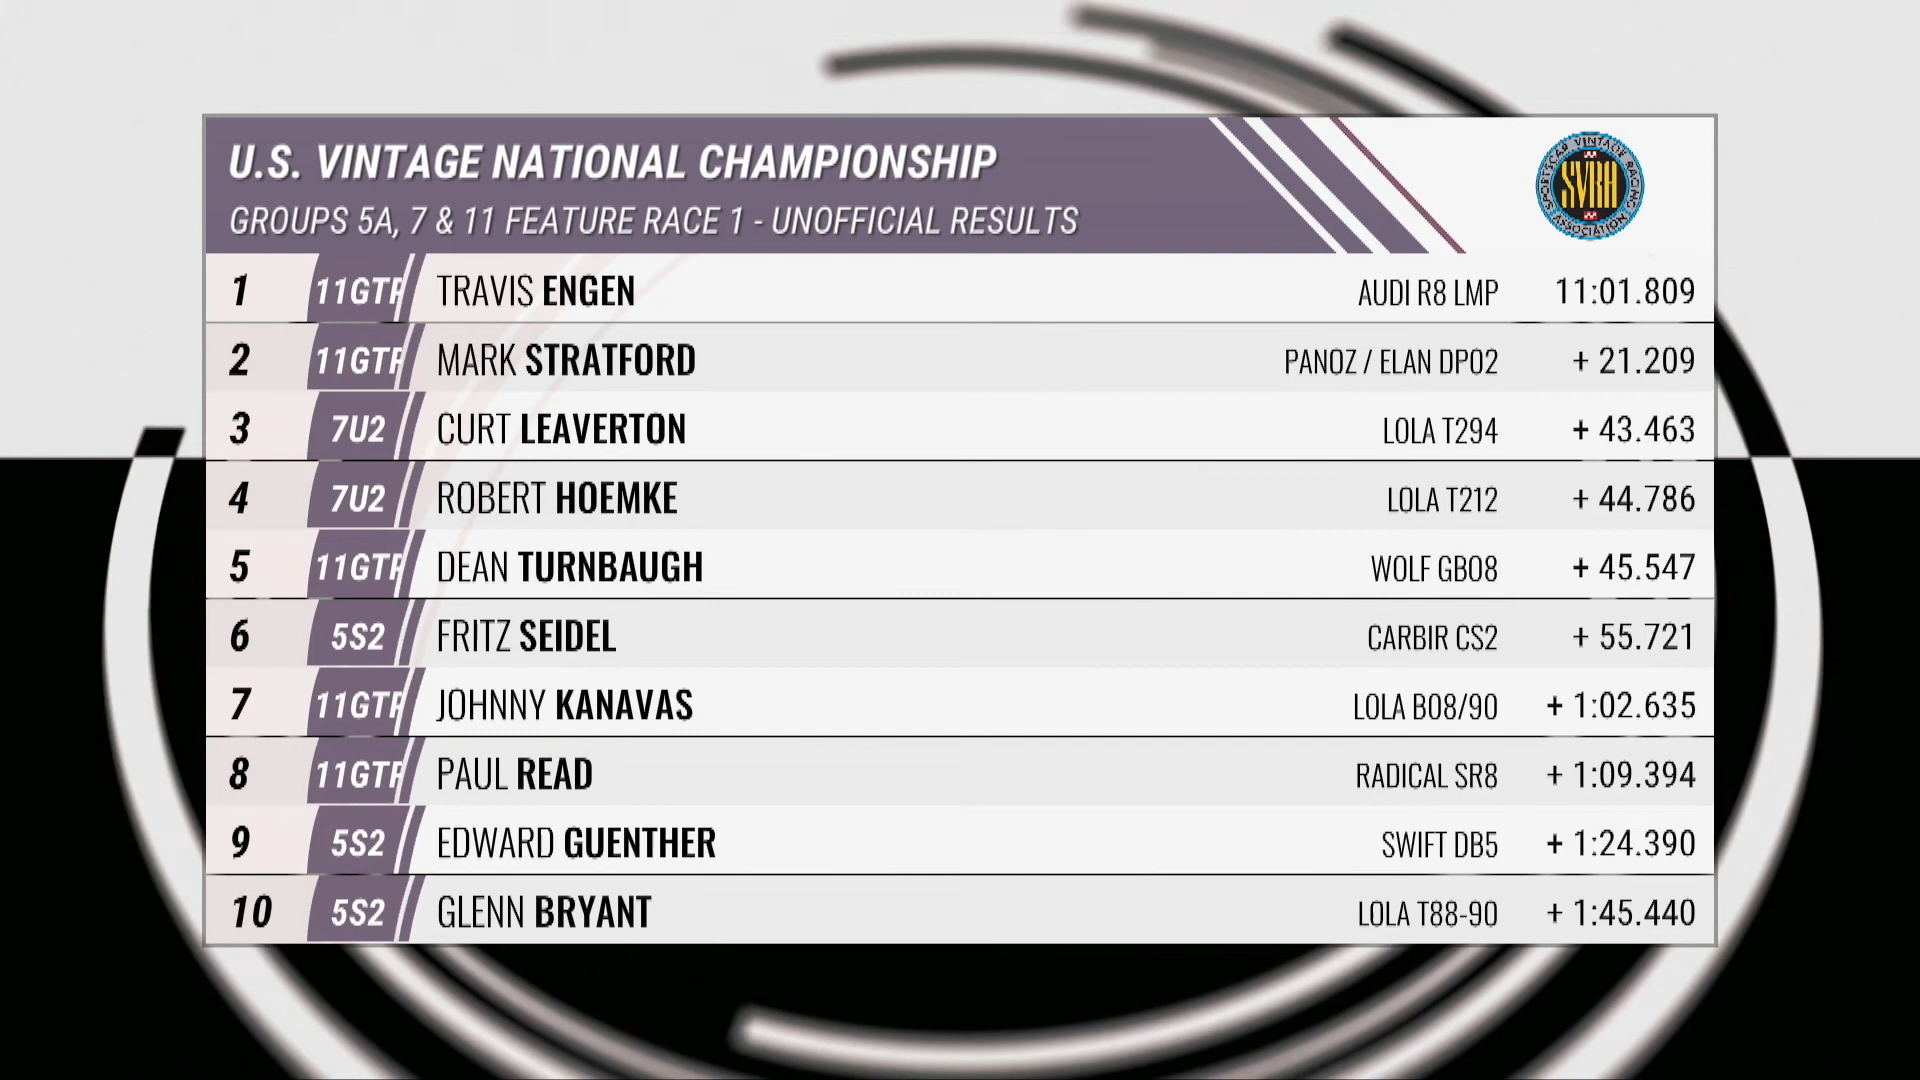 U.S. VINTAGE NATIONAL CHAMPIONSHIP
GROUPS 5A, 7 & 11 FEATURE RACE 1 - UNOFFICIAL RESULTS
SPORTSCAR VINTAGE RACING ASSOCIATION
SVRA
1 11GTP TRAVIS ENGEN AUDI R8 LMP 11:01.809
2 11GTP MARK STRATFORD PANOZ / ELAN DP02 + 21.209
3 7U2 CURT LEAVERTON LOLA T294 + 43.463
4 7U2 ROBERT HOEMKE LOLA T212 + 44.786
5 11GTP DEAN TURNBAUGH WOLF GB08 + 45.547
6 5S2 FRITZ SEIDEL CARBIR CS2 + 55.721
7 11GTP JOHNNY KANAVAS LOLA B08/90 + 1:02.635
8 11GTP PAUL READ RADICAL SR8 + 1:09.394
9 5S2 EDWARD GUENTHER SWIFT DB5 + 1:24.390
10 5S2 GLENN BRYANT LOLA T88-90 + 1:45.440